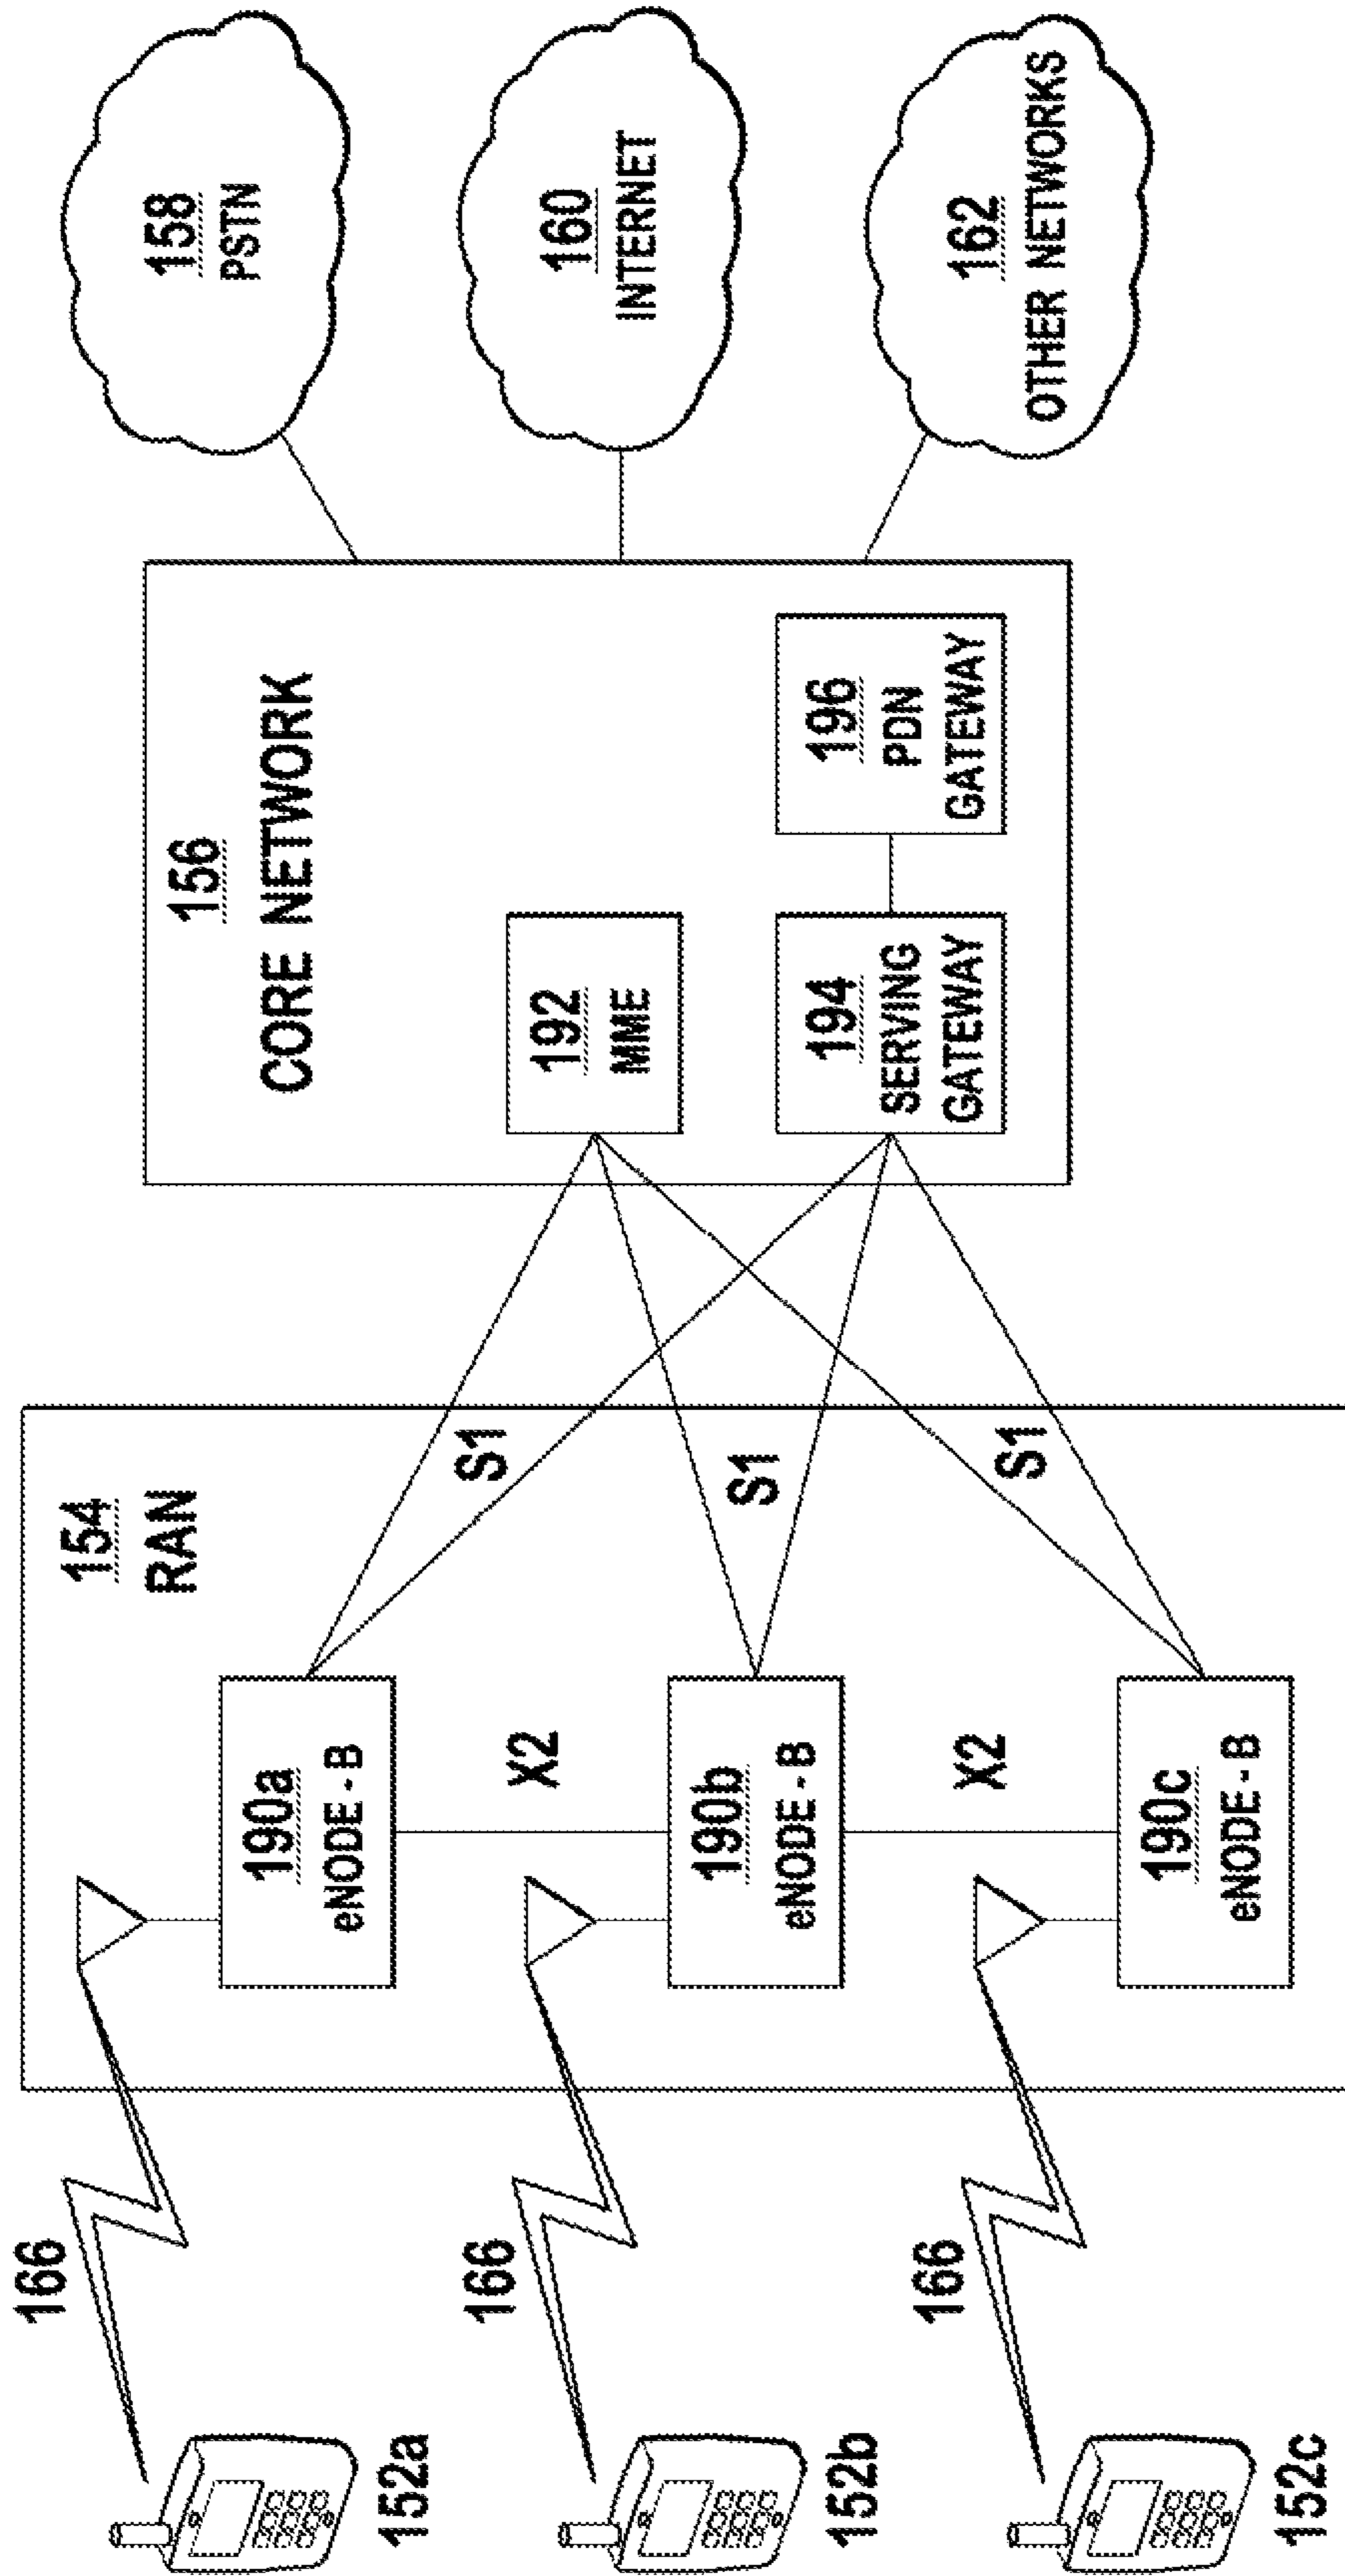 166
152a
166
152b
166
152c
154
RAN
190a
eNODE - B
X2
190b
eNODE - B
X2
190c
eNODE - B
S1
S1
S1
156
CORE NETWORK
192
MME
194
SERVING
GATEWAY
196
PDN
GATEWAY
158
PSTN
160
INTERNET
162
OTHER NETWORKS